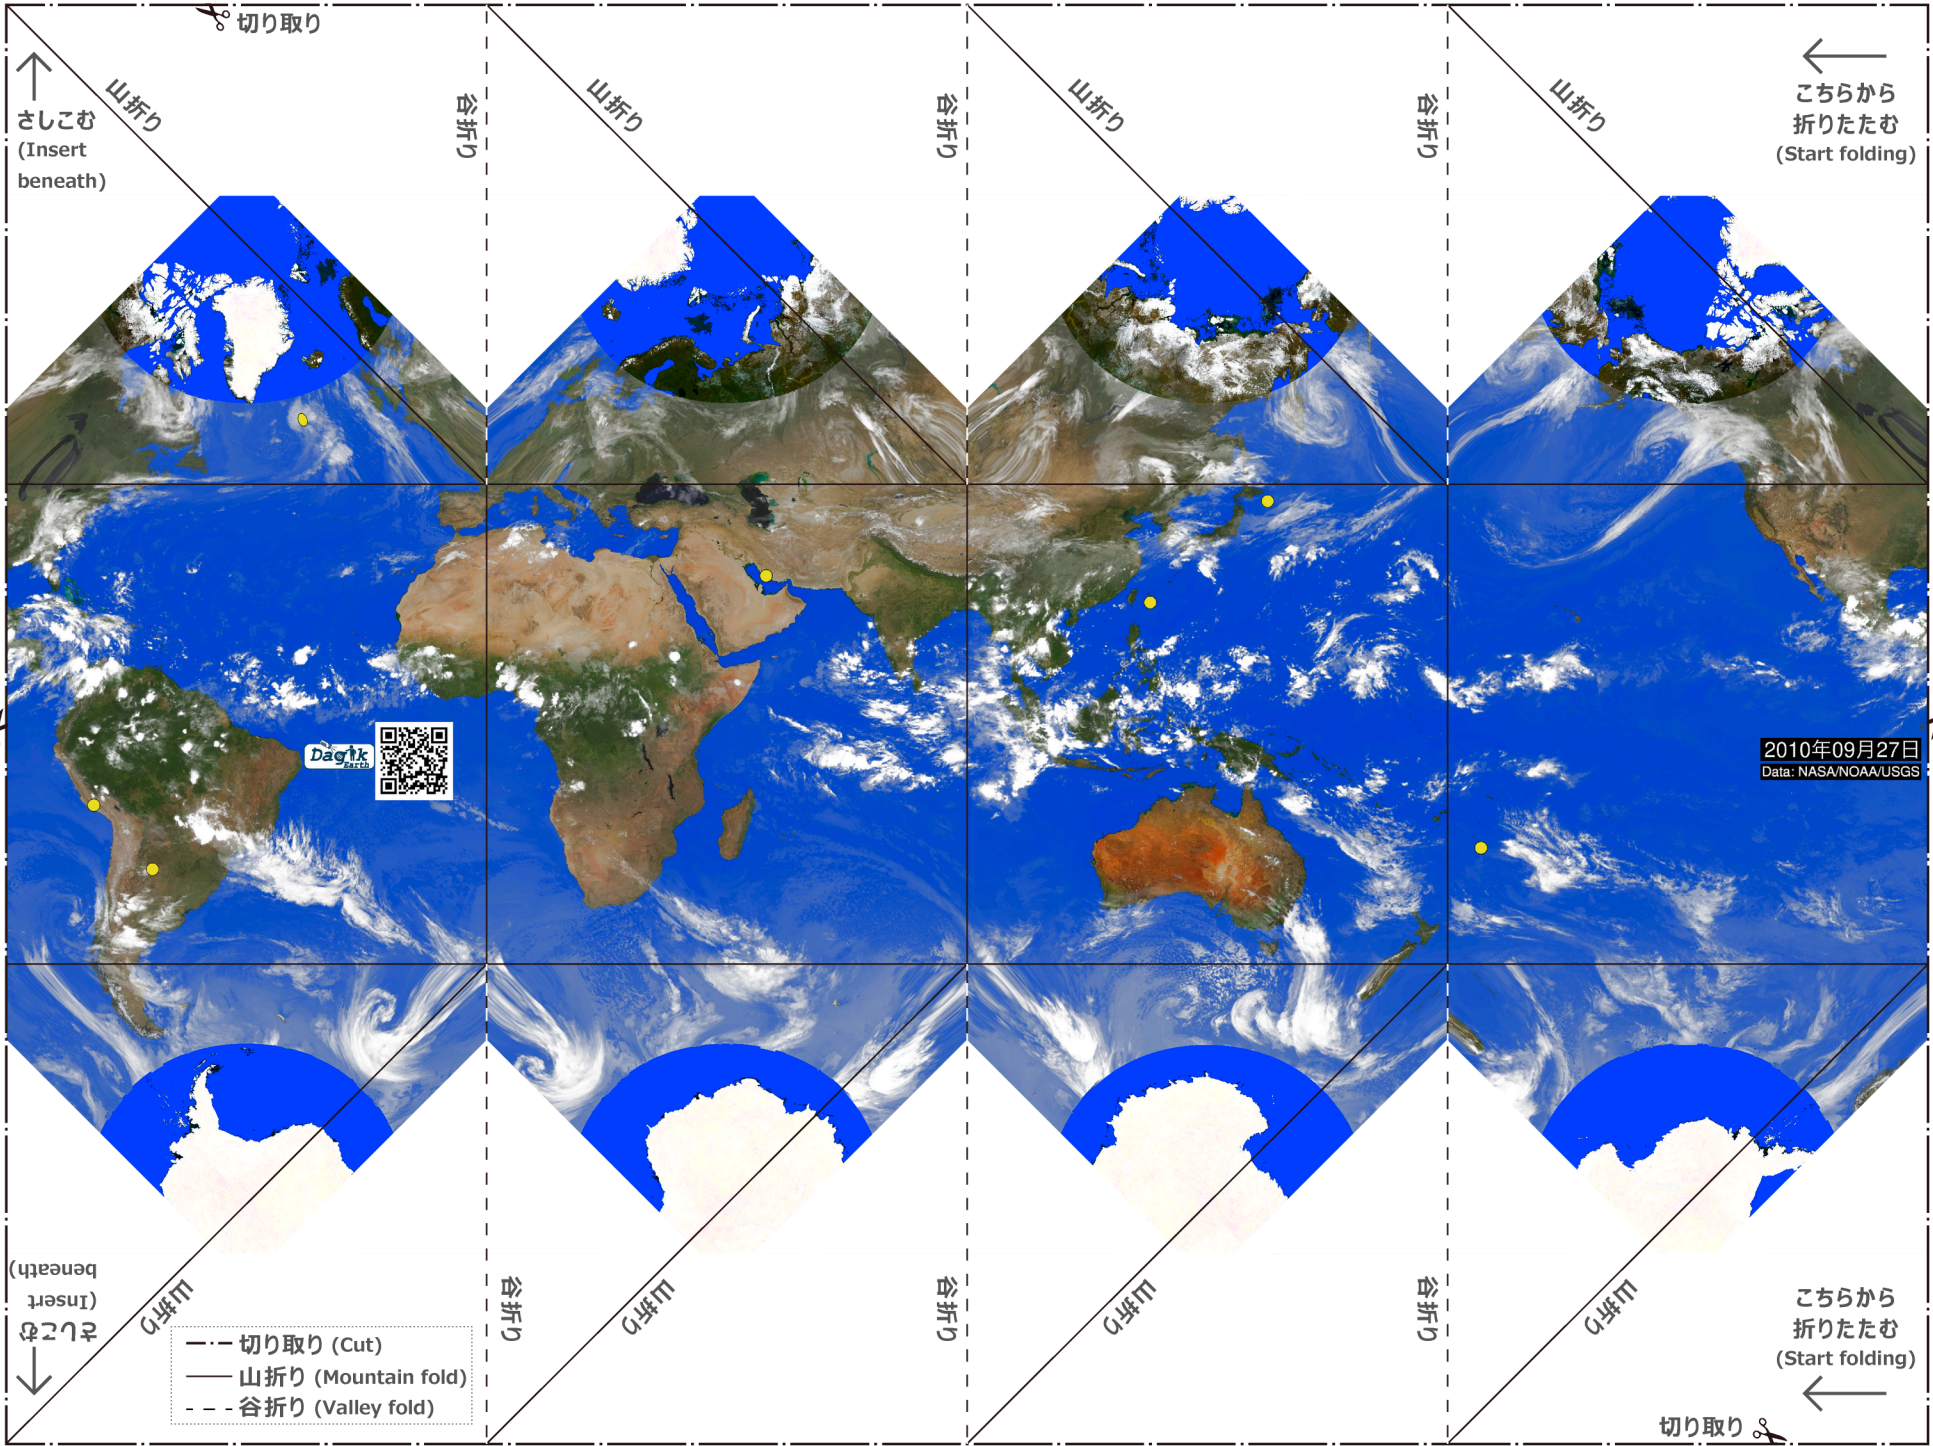 切り取り
山折り
山折り
山折り
山折り
谷折り
谷折り
谷折り
さしこむ
(Insert
beneath)
こちらから
折りたたむ
(Start folding)
Dagik
Earth
2010年09月27日
Data: NASA/NOAA/USGS
さしこむ
(Insert
beneath)
山折り
山折り
山折り
山折り
谷折り
谷折り
谷折り
切り取り (Cut)
山折り (Mountain fold)
谷折り (Valley fold)
こちらから
折りたたむ
(Start folding)
切り取り